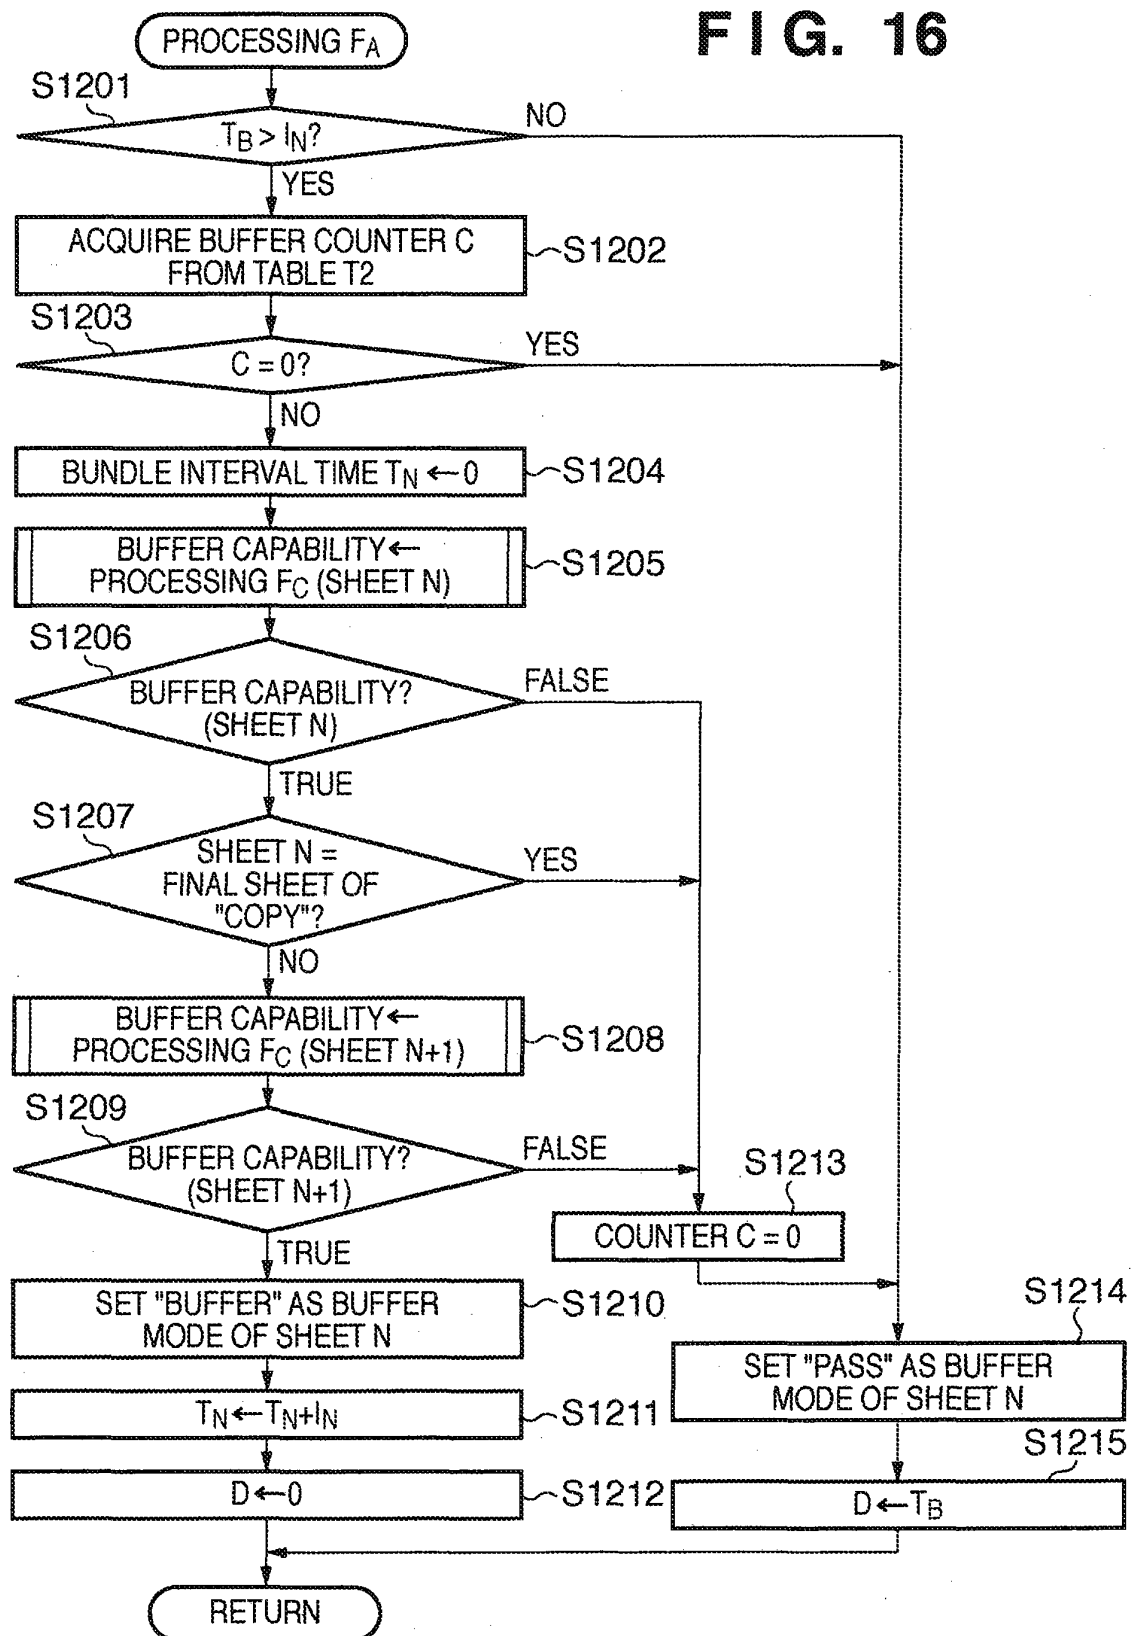 FIG. 16
PROCESSING FA
S1201
TB > IN?
NO
YES
ACQUIRE BUFFER COUNTER C
FROM TABLE T2
S1202
S1203
C = 0?
YES
NO
BUNDLE INTERVAL TIME TN ← 0
S1204
BUFFER CAPABILITY ←
PROCESSING FC (SHEET N)
S1205
S1206
BUFFER CAPABILITY?
(SHEET N)
FALSE
TRUE
S1207
SHEET N =
FINAL SHEET OF
"COPY"?
YES
NO
BUFFER CAPABILITY ←
PROCESSING FC (SHEET N+1)
S1208
S1209
BUFFER CAPABILITY?
(SHEET N+1)
FALSE
TRUE
S1213
COUNTER C = 0
SET "BUFFER" AS BUFFER
MODE OF SHEET N
S1210
S1214
SET "PASS" AS BUFFER
MODE OF SHEET N
TN ← TN+IN
S1211
S1215
D ← 0
S1212
D ← TB
RETURN